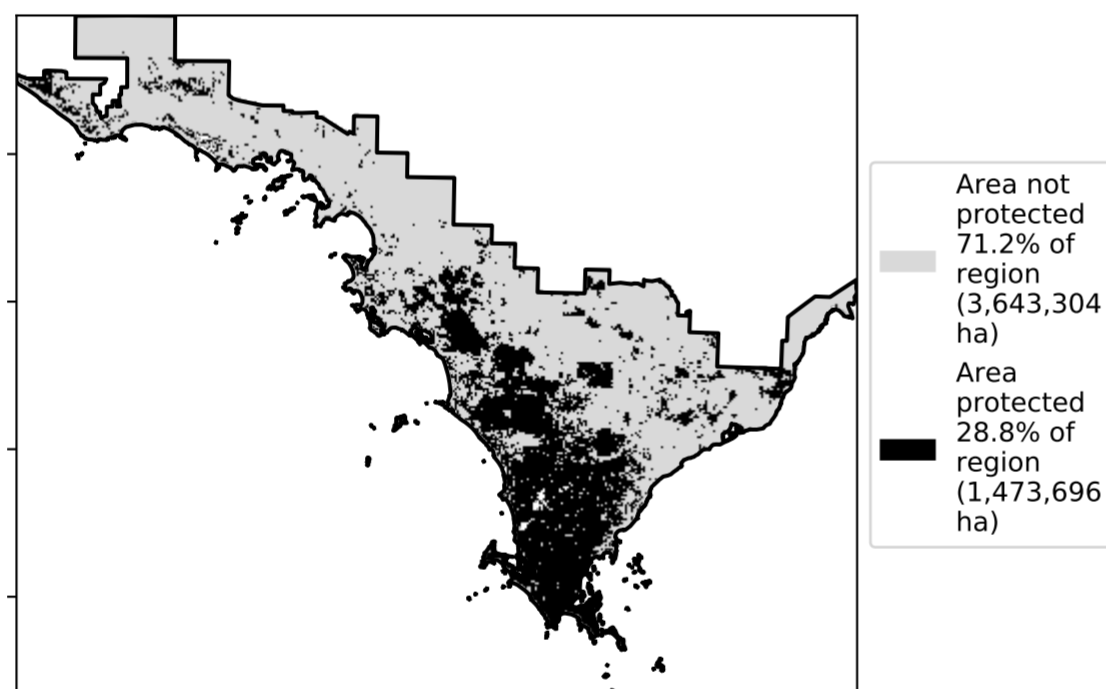 Area not
protected
71.2% of
region
(3,643,304
ha)
Area
protected
28.8% of
region
(1,473,696
ha)